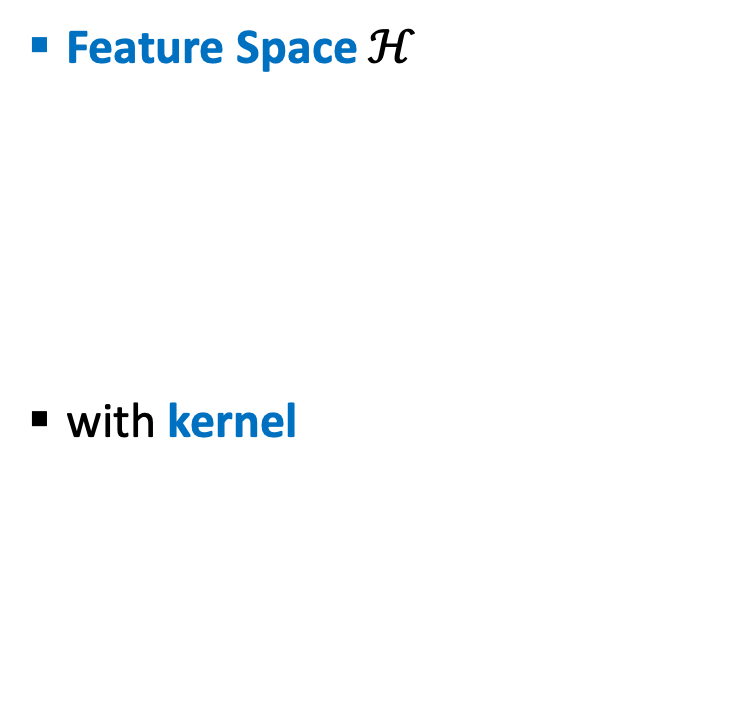 ▪ Feature Space ℋ
▪ with kernel